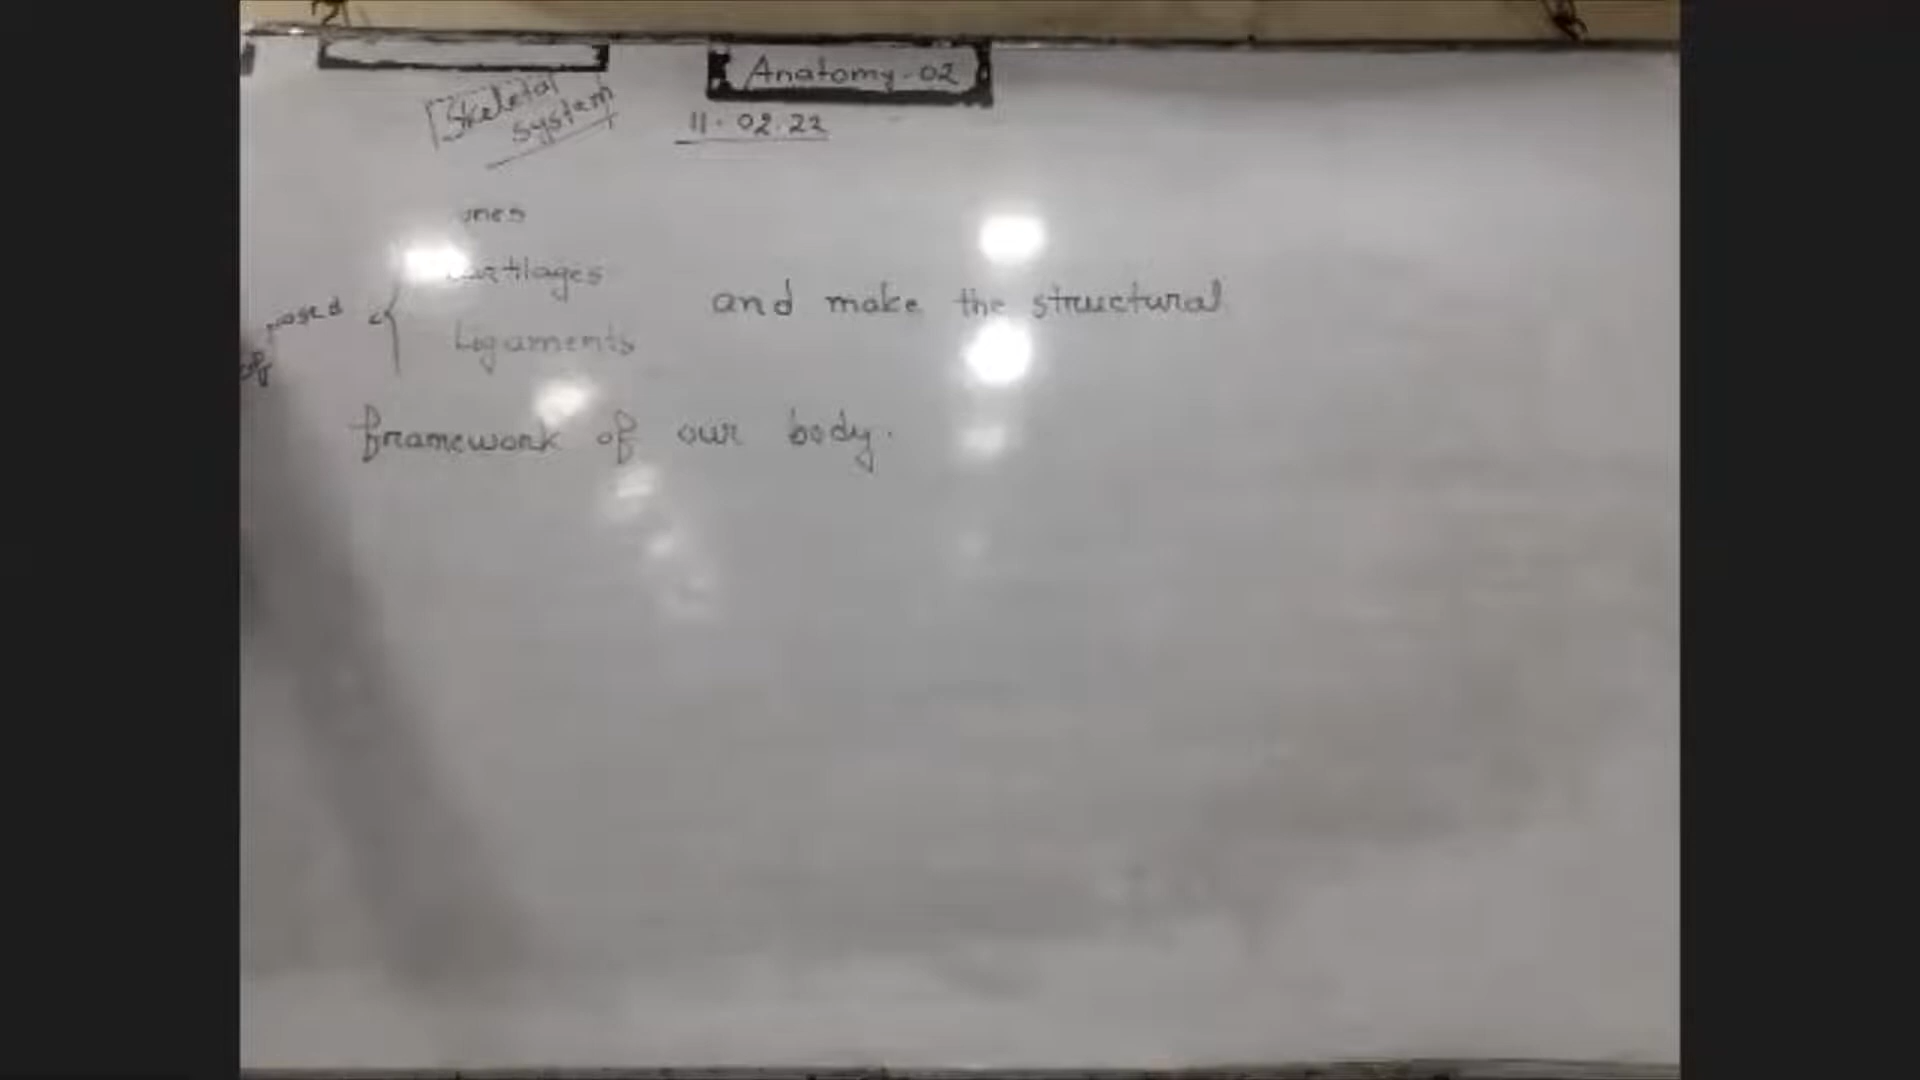 Anatomy-02
Skeletal
system
11.02.22
and make the structural
Ligaments
framework of our body.